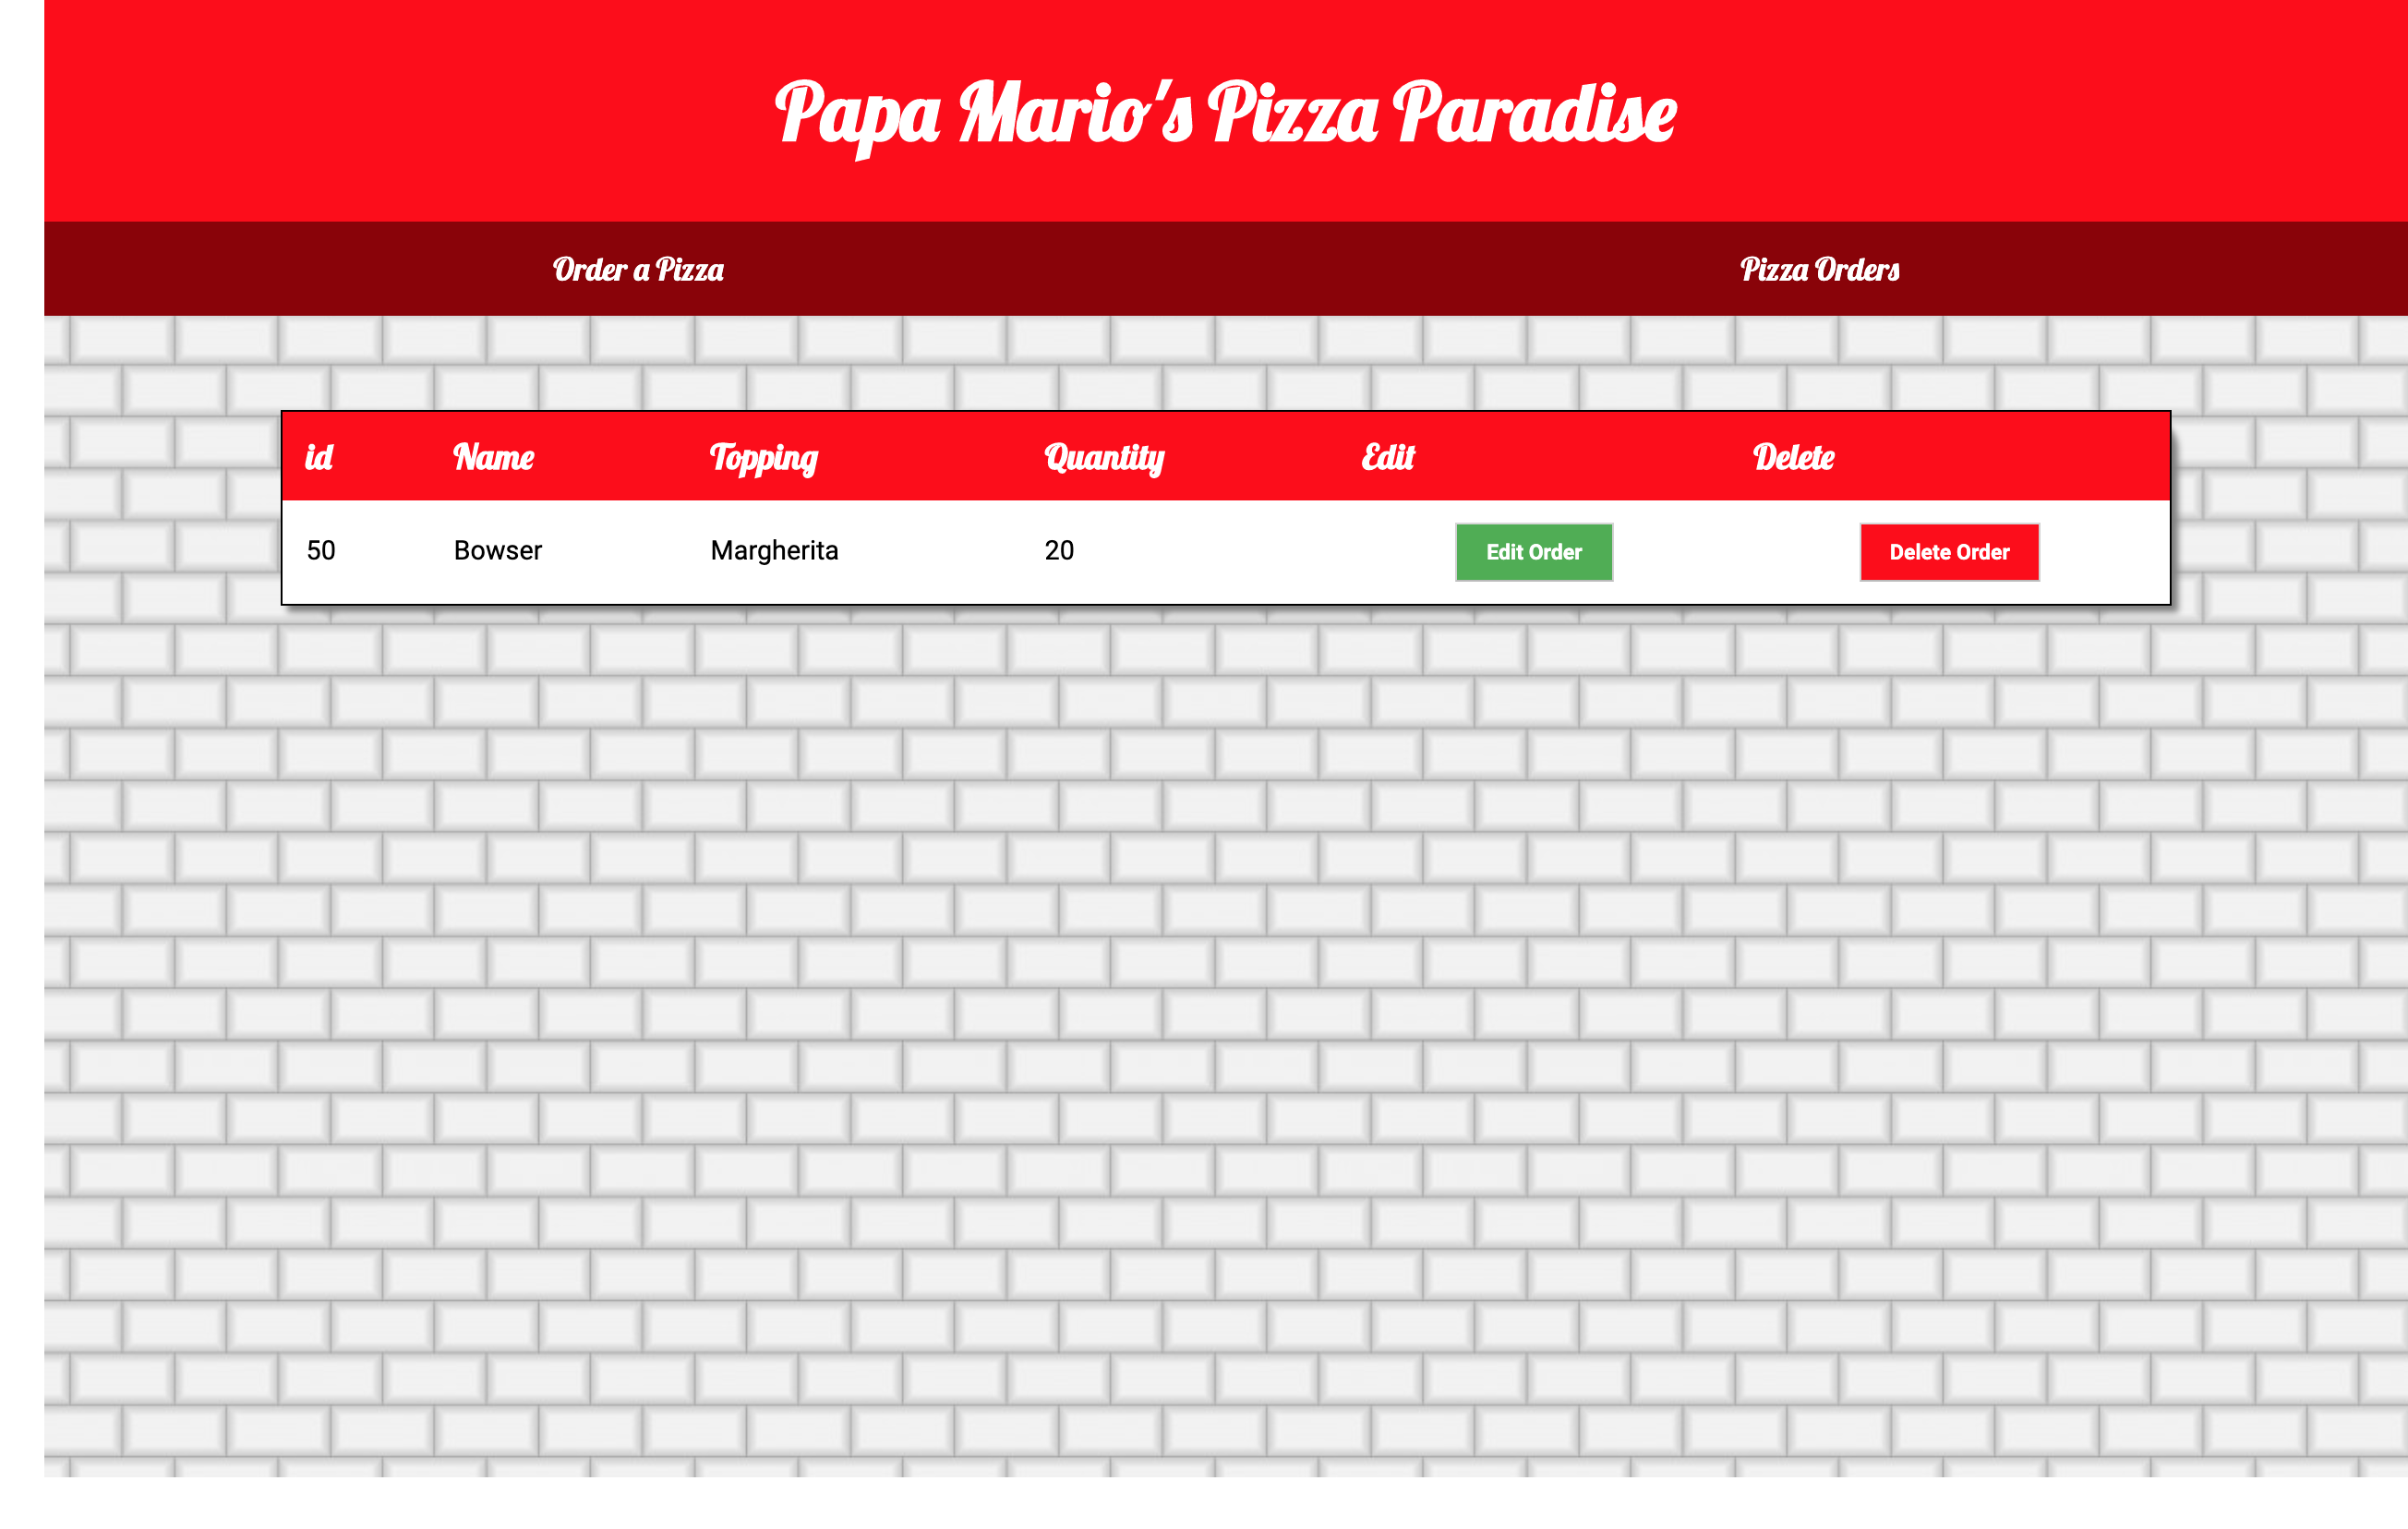 Papa Mario's Pizza Paradise
Order a Pizza Pizza Orders
id Name Topping Quantity Edit Delete
50 Bowser Margherita 20 Edit Order Delete Order